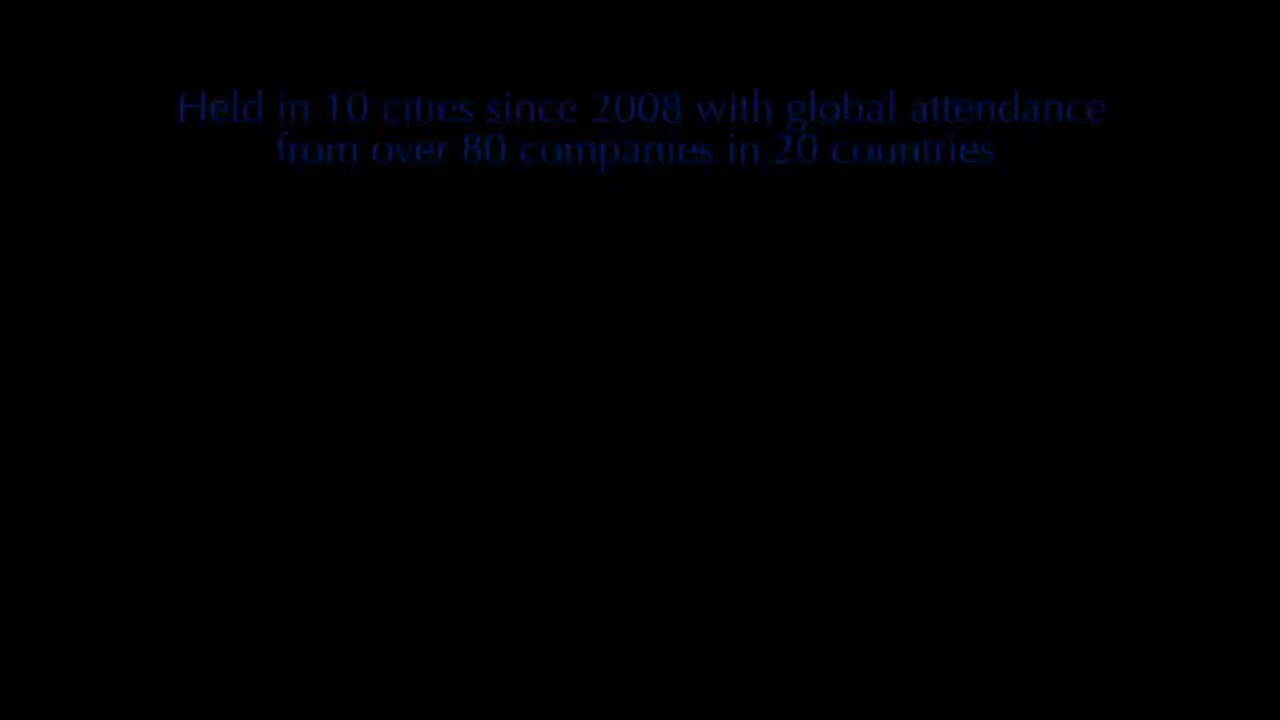 Held in 10 cities since 2008 with global attendance
from over 80 companies in 20 countries